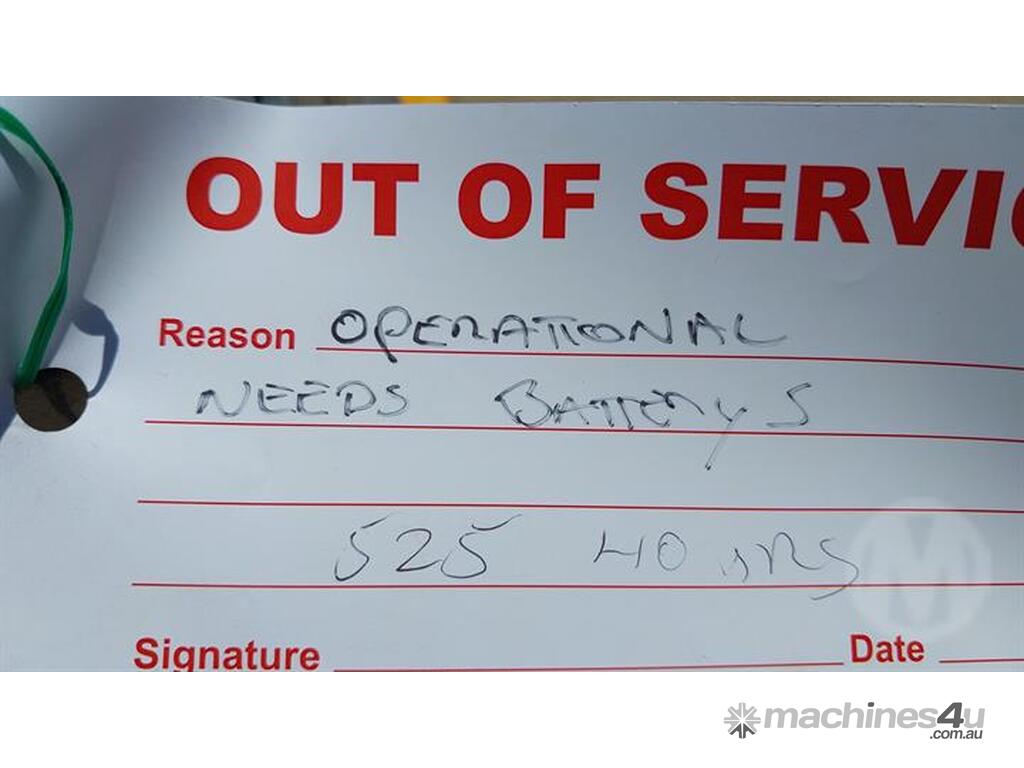 OUT OF SERVIC
Reason OPERATIONAL
NEEDS BATTERYS
525 HOURS
Signature Date
M
machines4u
.com.au